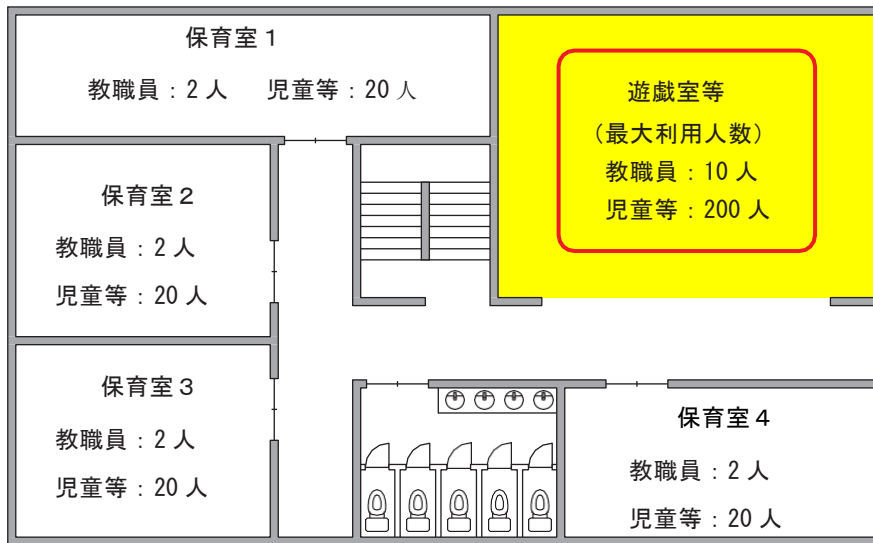 保育室１
教職員：2 人　児童等：20 人
遊戯室等
（最大利用人数）
教職員：10 人
児童等：200 人
保育室２
教職員：2 人
児童等：20 人
保育室３
教職員：2 人
児童等：20 人
保育室４
教職員：2 人
児童等：20 人